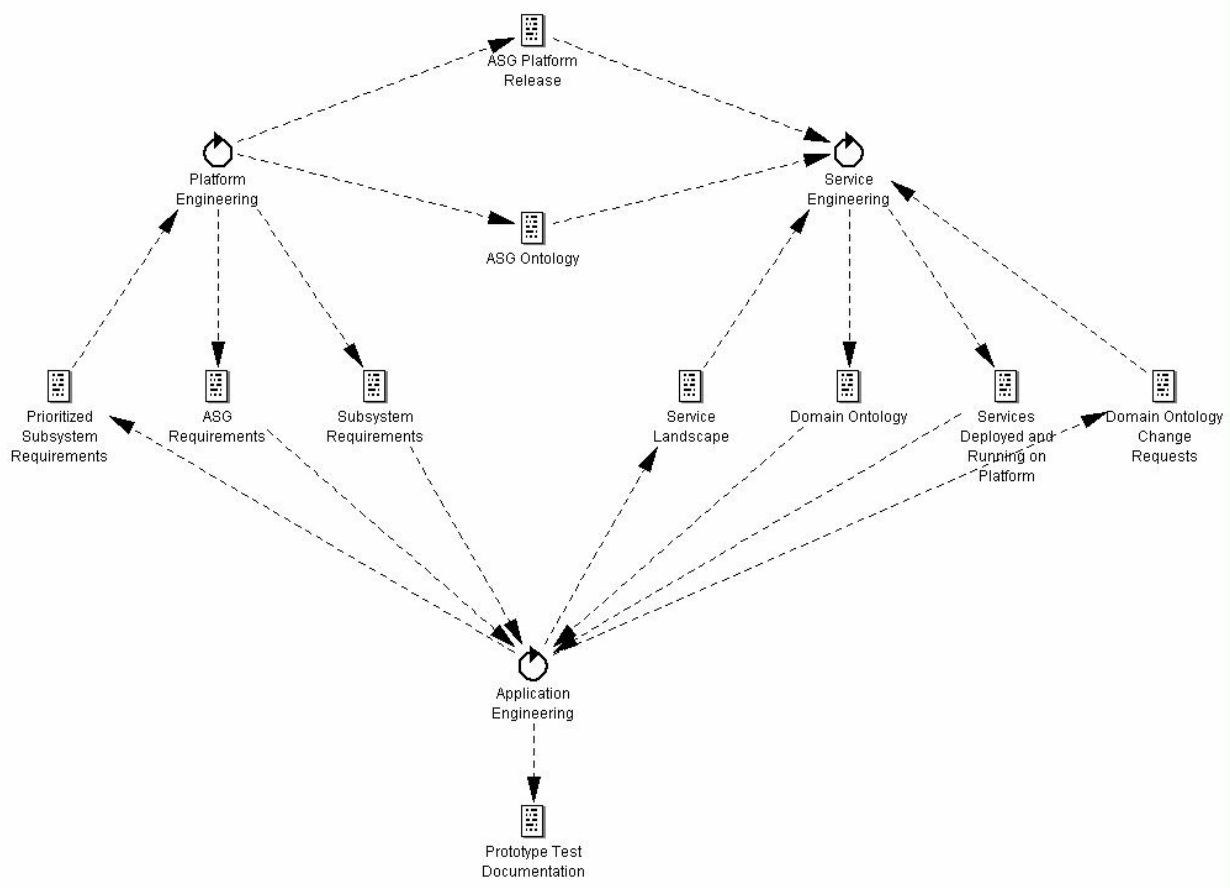 ASG Platform
Release
Platform
Engineering
Service
Engineering
ASG Ontology
Prioritized
Subsystem
Requirements
ASG
Requirements
Subsystem
Requirements
Service
Landscape
Domain Ontology
Services
Deployed and
Running on
Platform
Domain Ontology
Change
Requests
Application
Engineering
Prototype Test
Documentation